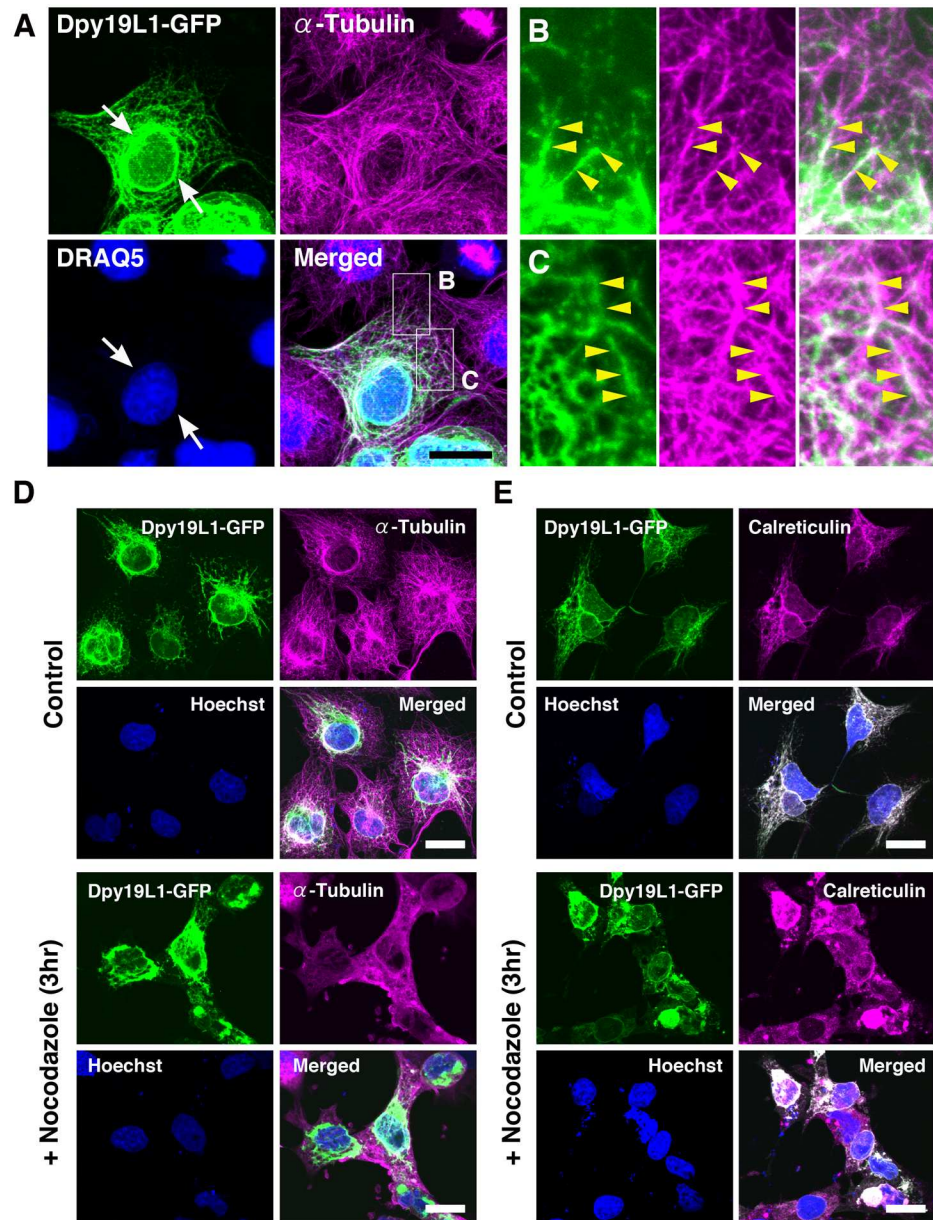 A
Dpy19L1-GFP
α-Tubulin
DRAQ5
Merged
B
C
B
C
D
Control
Dpy19L1-GFP
α-Tubulin
Hoechst
Merged
+ Nocodazole (3hr)
Dpy19L1-GFP
α-Tubulin
Hoechst
Merged
E
Control
Dpy19L1-GFP
Calreticulin
Hoechst
Merged
+ Nocodazole (3hr)
Dpy19L1-GFP
Calreticulin
Hoechst
Merged